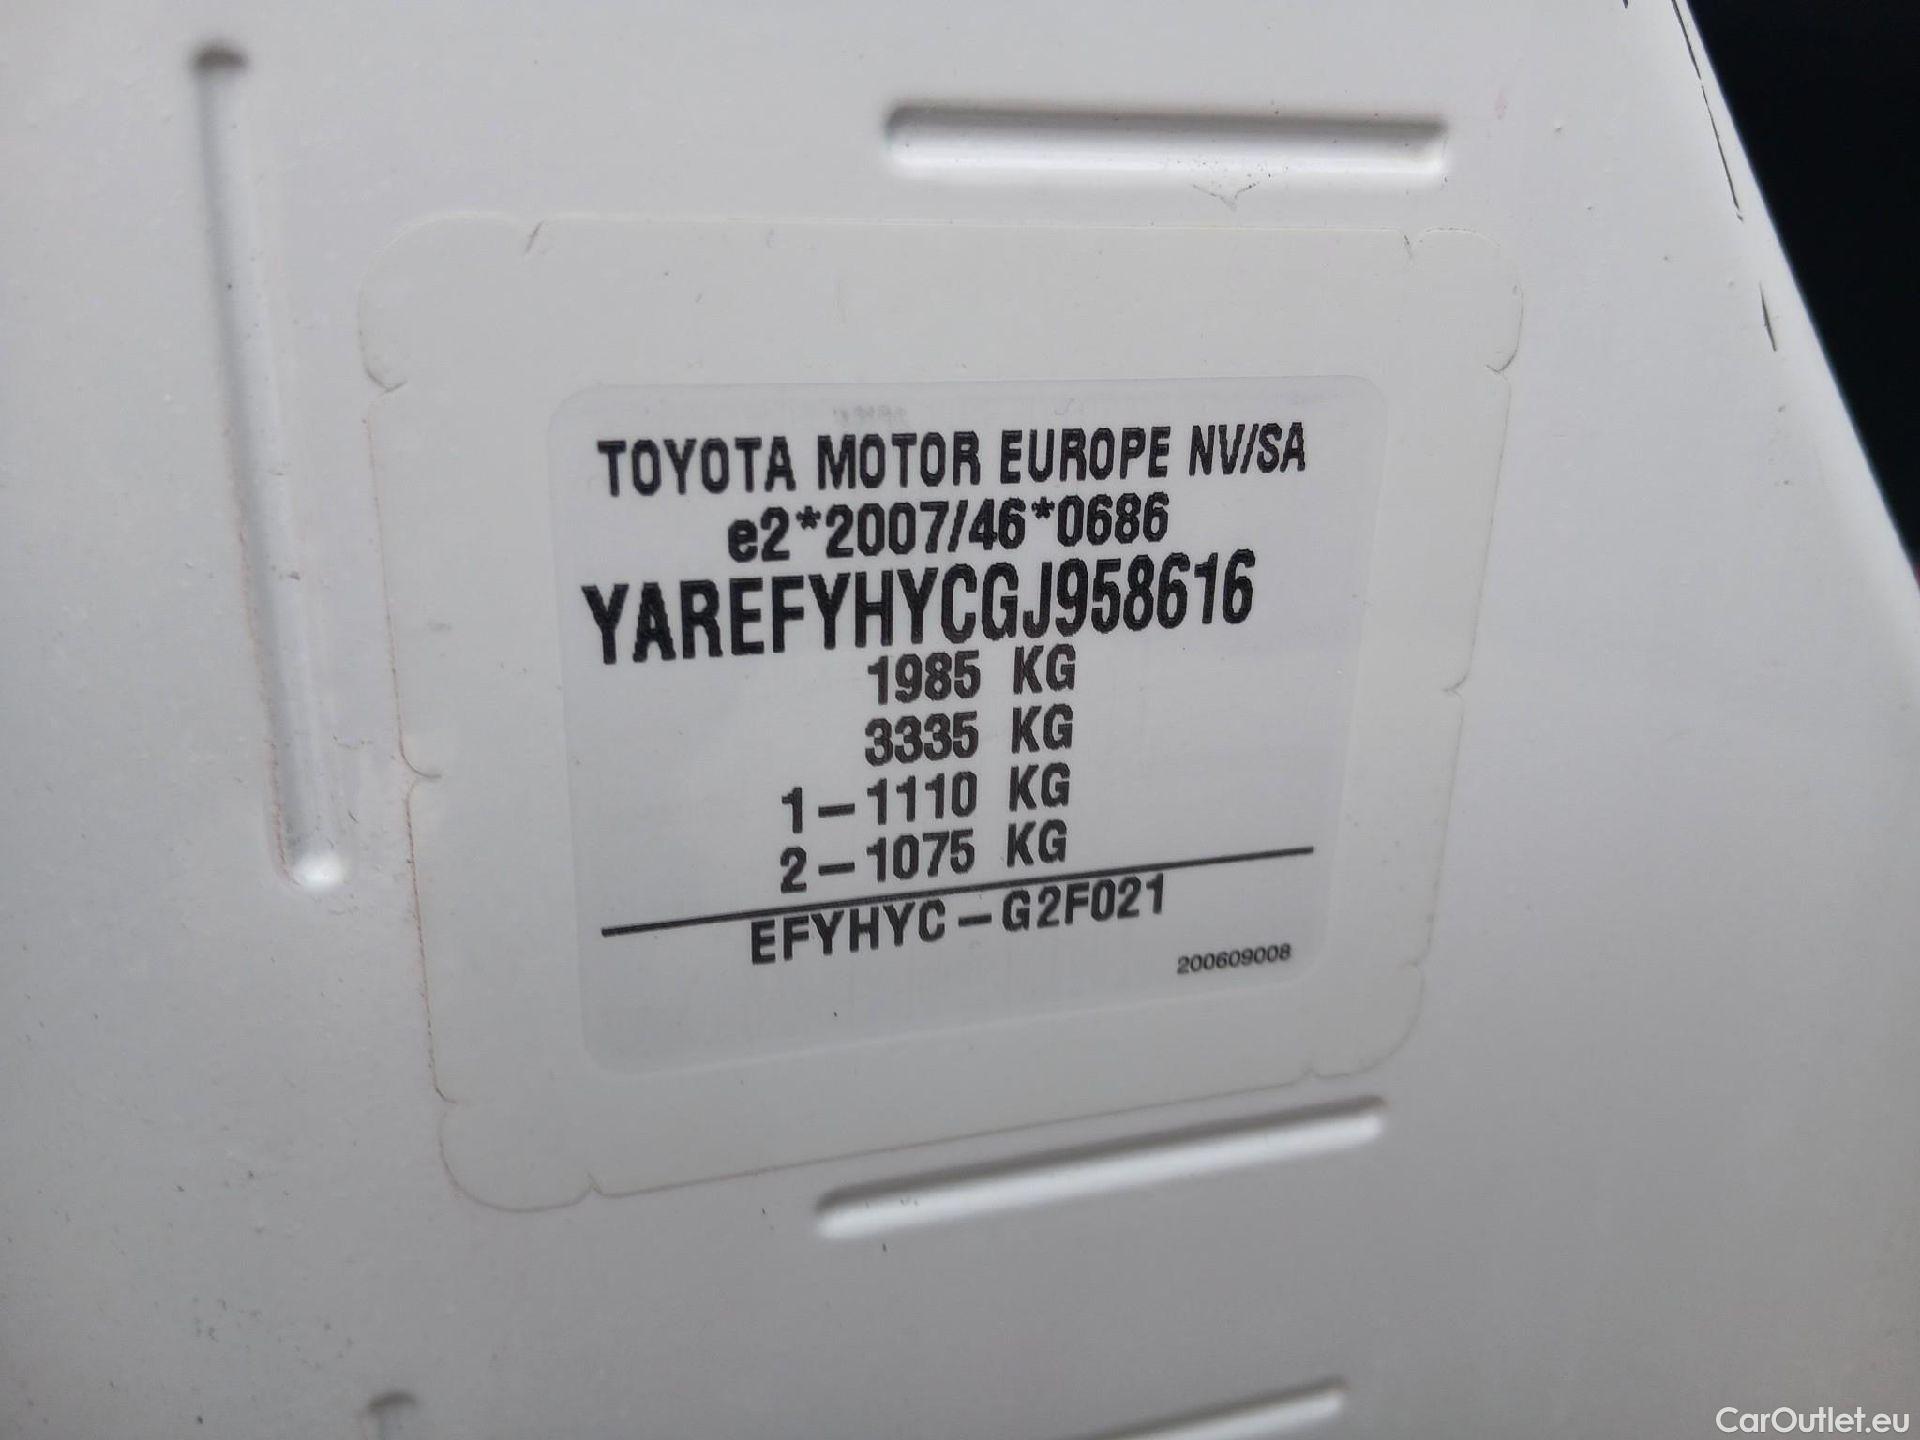 TOYOTA MOTOR EUROPE NV/SA
e2*2007/46*0686
YAREFYHYCGJ958616
1985 KG
3335 KG
1-1110 KG
2-1075 KG
EFYHYC-G2F021
200609008
CarOutlet.eu